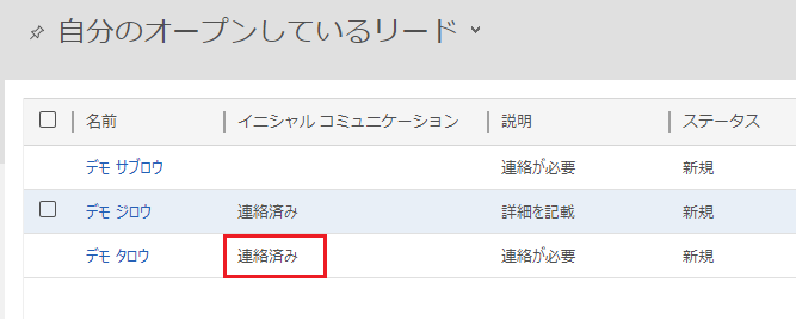 自分のオープンしているリード
名前 イニシャル コミュニケーション 説明 ステータス
デモ サブロウ 連絡が必要 新規
デモ ジロウ 連絡済み 詳細を記載 新規
デモ タロウ 連絡済み 連絡が必要 新規